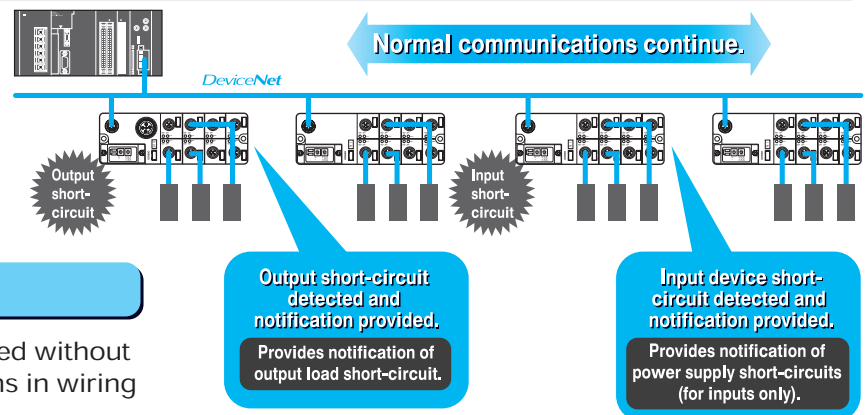 Normal communications continue.
DeviceNet
Output
short-
circuit
Input
short-
circuit
Output short-circuit
detected and
notification provided.
Provides notification of
output load short-circuit.
Input device short-
circuit detected and
notification provided.
Provides notification of
power supply short-circuits
(for inputs only).
ed without
ns in wiring